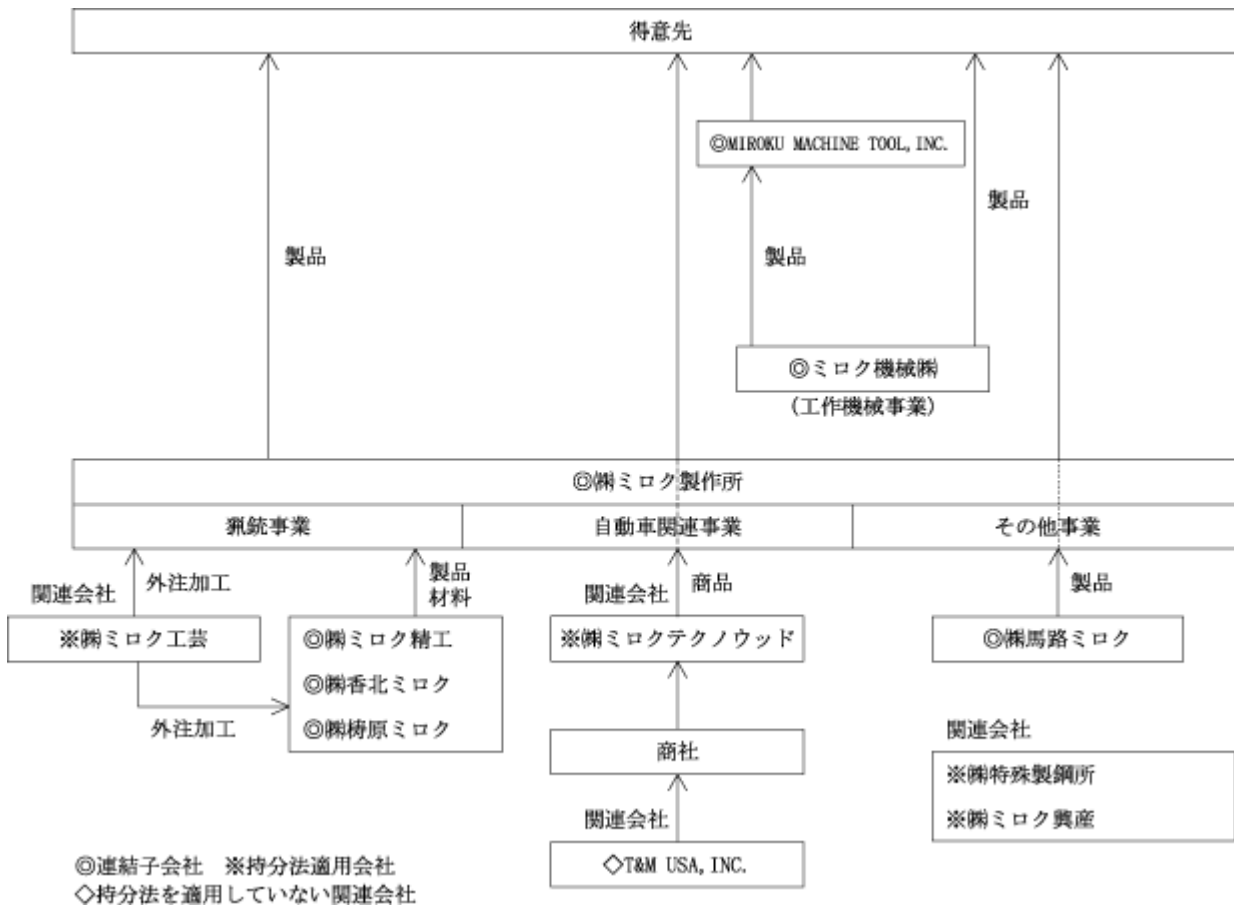 得意先
◎MIROKU MACHINE TOOL,INC.
製品
製品
製品
◎ミロク機械㈱
(工作機械事業)
◎㈱ミロク製作所
猟銃事業
自動車関連事業
その他事業
関連会社
外注加工
製品
材料
関連会社
商品
製品
※㈱ミロク工芸
◎㈱ミロク精工
◎㈱香北ミロク
◎㈱梼原ミロク
※㈱ミロクテクノウッド
◎㈱馬路ミロク
外注加工
商社
関連会社
※㈱特殊製鋼所
※㈱ミロク興産
関連会社
◇T&M USA,INC.
◎連結子会社　※持分法適用会社
◇持分法を適用していない関連会社